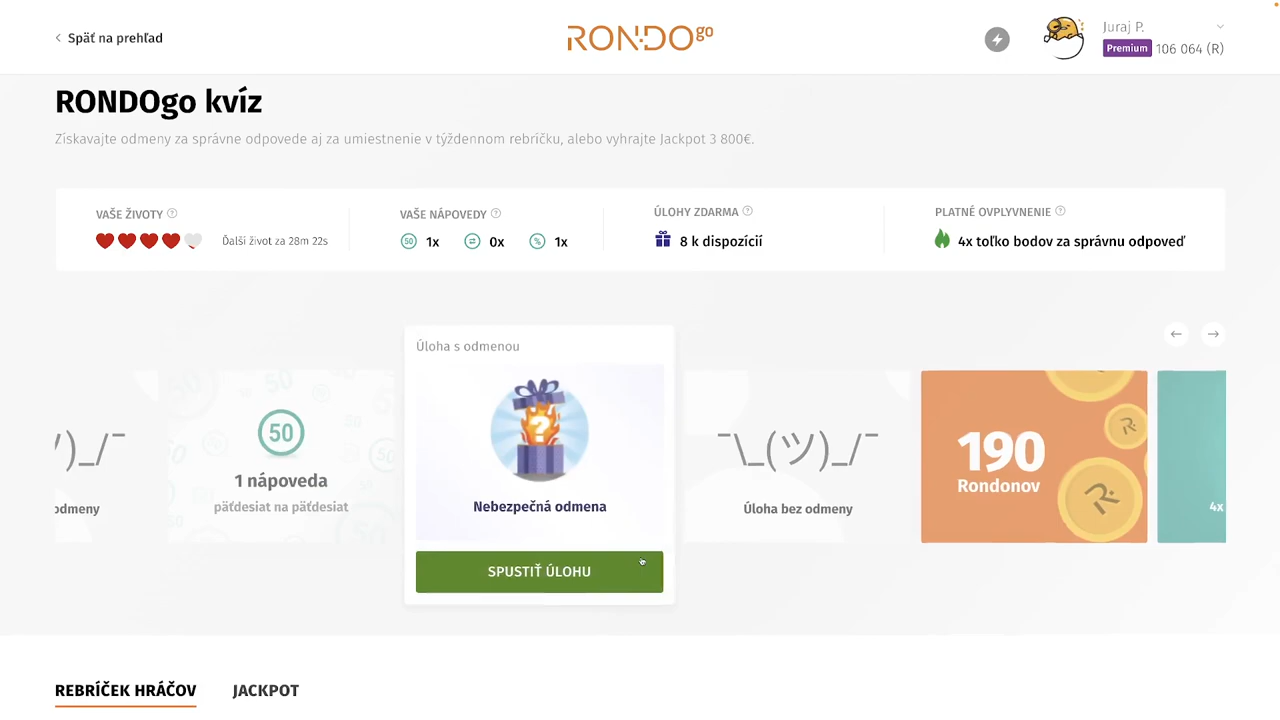 Späť na prehľad
RONDOgo
Juraj P.
Premium 106 064 (R)
RONDOgo kvíz
Získavajte odmeny za správne odpovede aj za umiestnenie v týždennom rebríčku, alebo vyhrajte Jackpot 3 800€.
VAŠE ŽIVOTY
Ďalší život za 28m 22s
VAŠE NÁPOVEDY
50 1x 0x % 1x
ÚLOHY ZDARMA
8 k dispozícií
PLATNÉ OVPLYVNENIE
4x toľko bodov za správnu odpoveď
ツ)_/¯
odmeny
50
1 nápoveda
päťdesiat na päťdesiat
Úloha s odmenou
?
Nebezpečná odmena
SPUSTIŤ ÚLOHU
¯\_(ツ)_/¯
Úloha bez odmeny
190
Rondonov
4x
REBRÍČEK HRÁČOV
JACKPOT